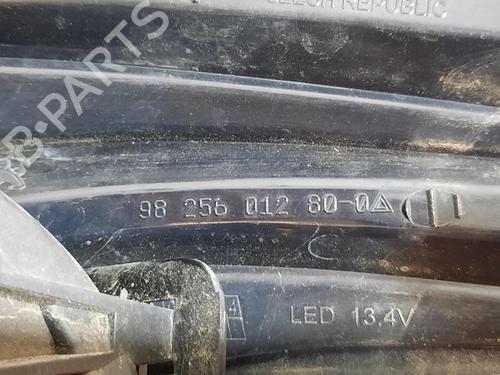 CZECH REPUBLIC
B-PARTS
98 256 012 80-0
LED 13,4V